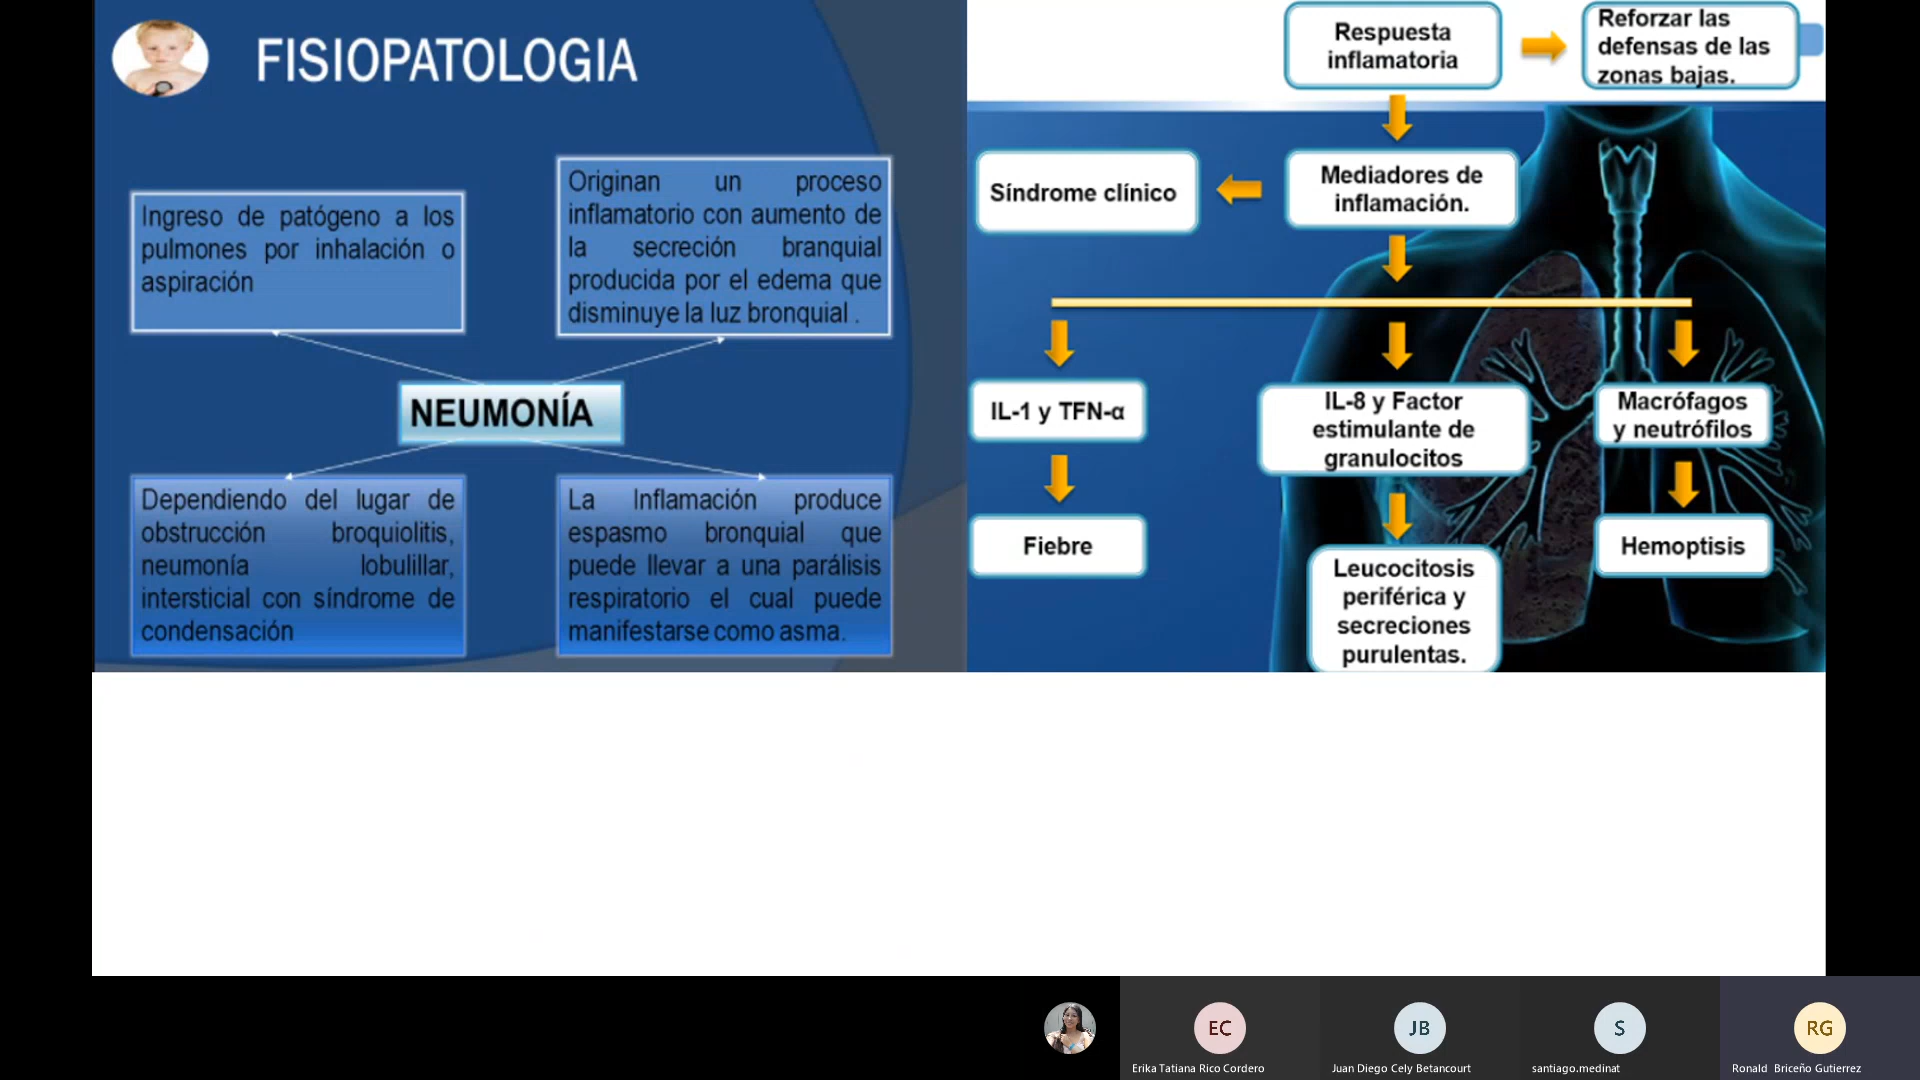 FISIOPATOLOGIA
Ingreso de patógeno a los
pulmones por inhalación o
aspiración
Originan un proceso
inflamatorio con aumento de
la secreción branquial
producida por el edema que
disminuye la luz bronquial .
NEUMONÍA
Dependiendo del lugar de
obstrucción broquiolitis,
neumonía lobulillar,
intersticial con síndrome de
condensación
La Inflamación produce
espasmo bronquial que
puede llevar a una parálisis
respiratorio el cual puede
manifestarse como asma.
Respuesta
inflamatoria
Reforzar las
defensas de las
zonas bajas.
Síndrome clínico
Mediadores de
inflamación.
IL-1 y TFN-α
IL-8 y Factor
estimulante de
granulocitos
Macrófagos
y neutrófilos
Fiebre
Leucocitosis
periférica y
secreciones
purulentas.
Hemoptisis
EC
JB
S
RG
Erika Tatiana Rico Cordero
Juan Diego Cely Betancourt
santiago.medinat
Ronald Briceño Gutierrez